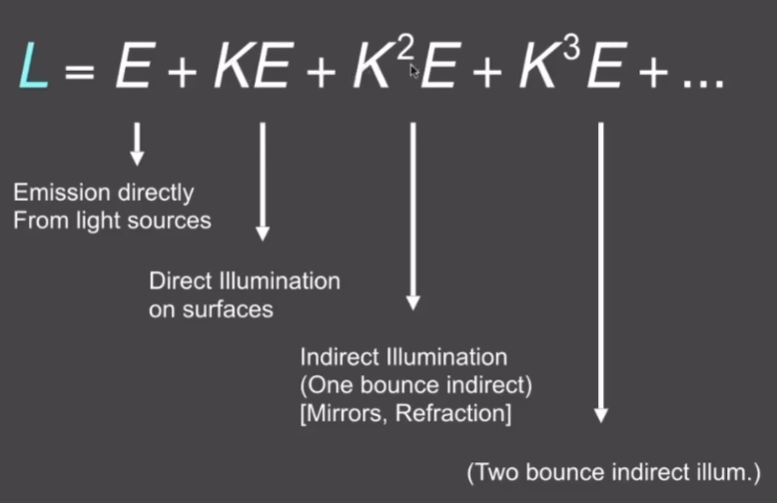 L = E + KE + K²E + K³E + ...
Emission directly
From light sources
Direct Illumination
on surfaces
Indirect Illumination
(One bounce indirect)
[Mirrors, Refraction]
(Two bounce indirect illum.)